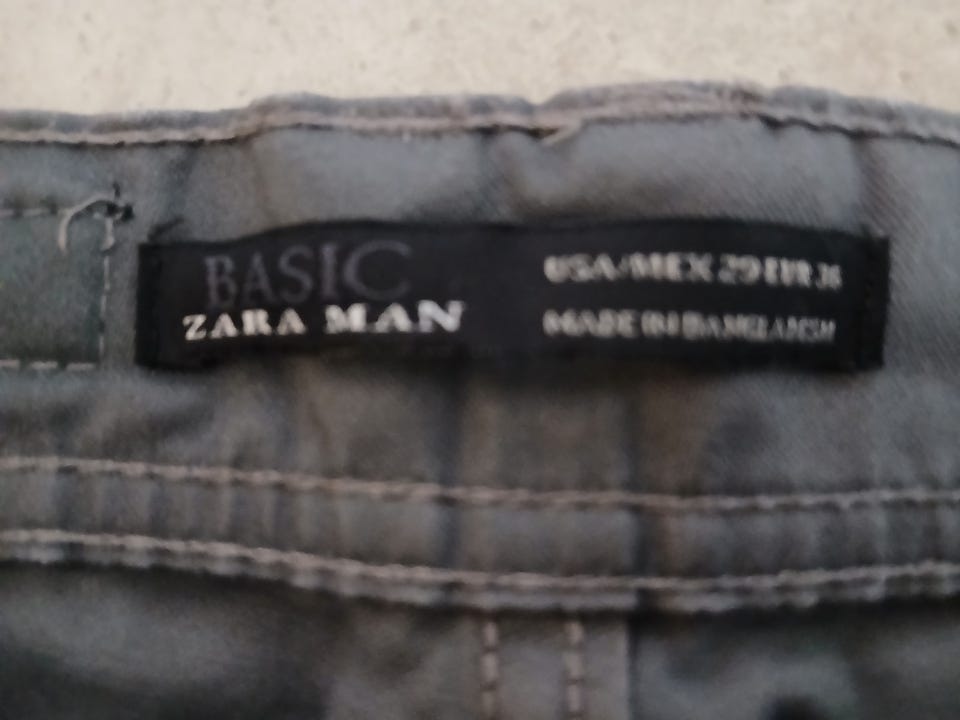 BASIC
ZARA MAN
USA/MEX 29 EUR 38
MADE IN BANGLADESH